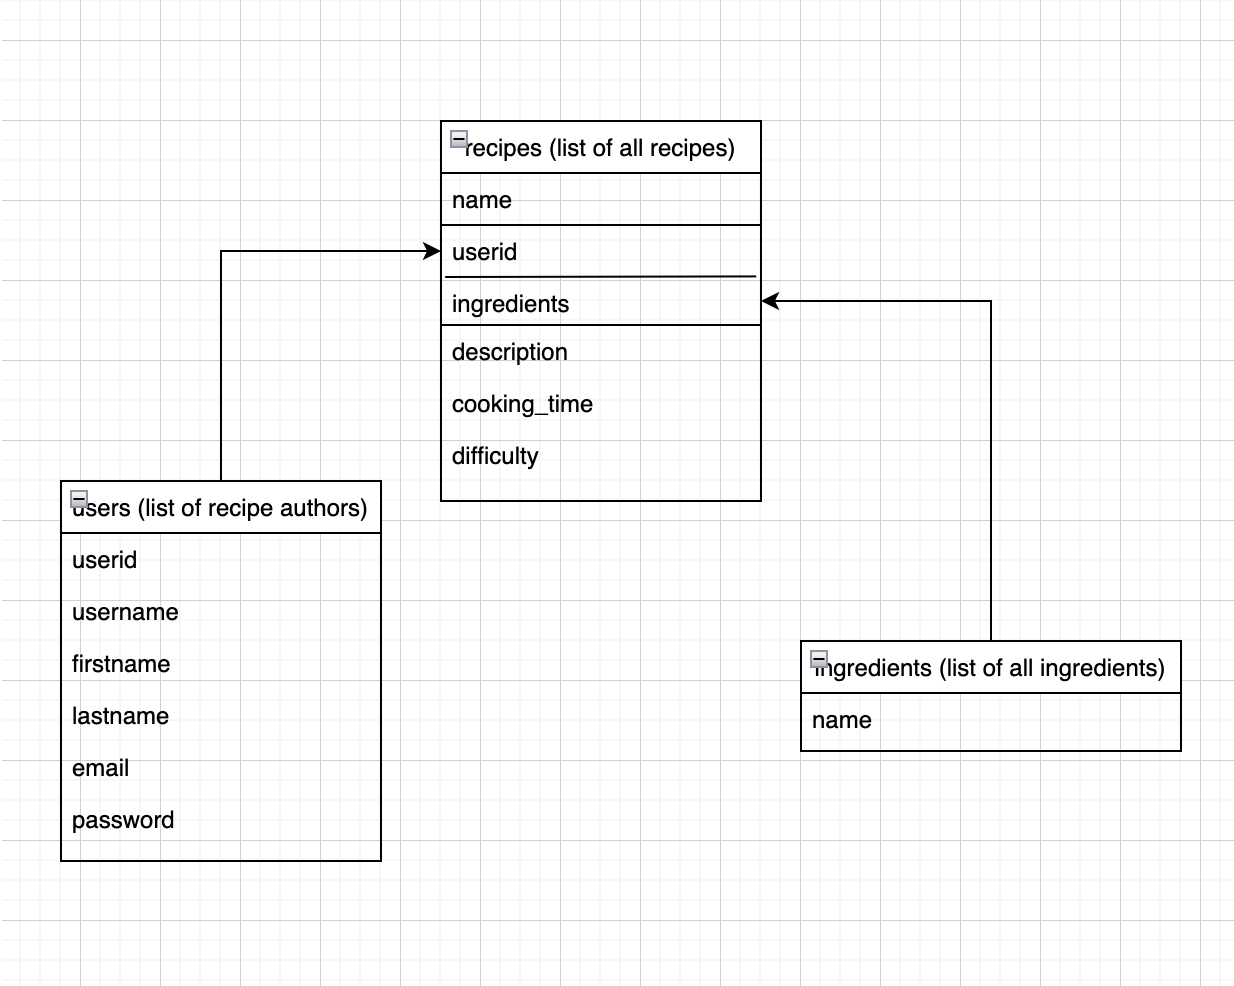 recipes (list of all recipes)
name
userid
ingredients
description
cooking_time
difficulty
users (list of recipe authors)
userid
username
firstname
lastname
email
password
ingredients (list of all ingredients)
name